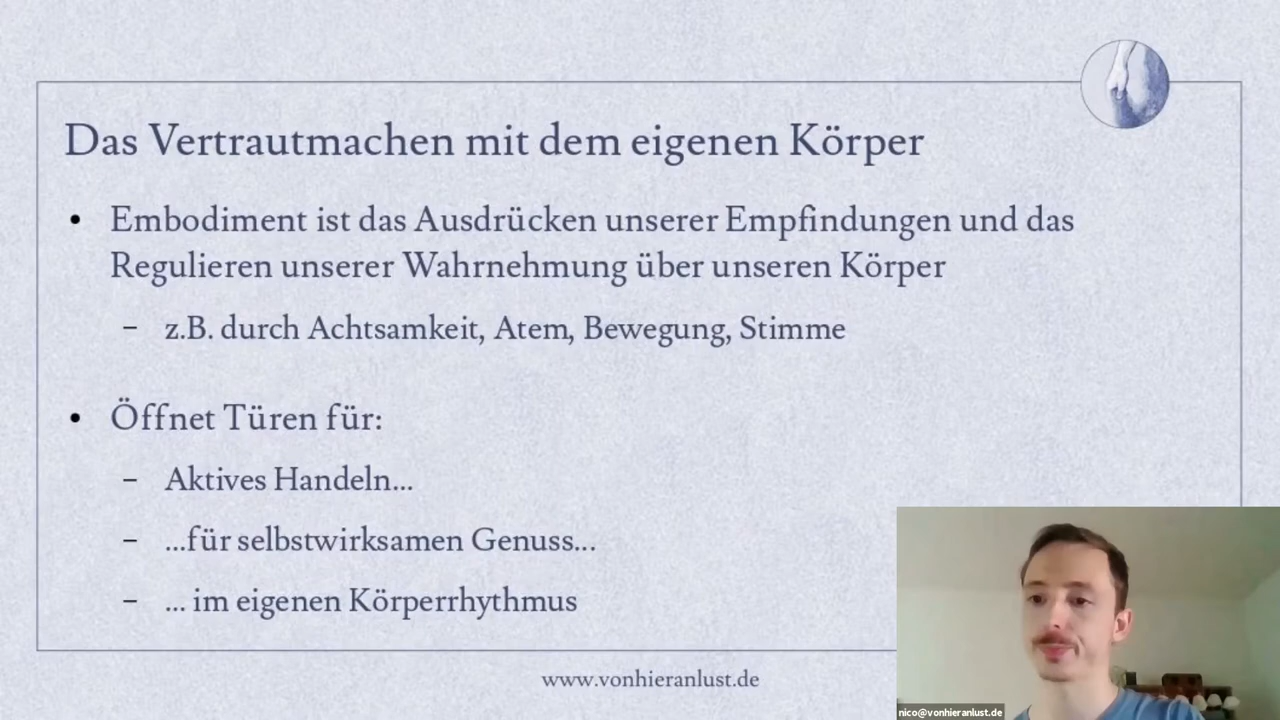 Das Vertrautmachen mit dem eigenen Körper
• Embodiment ist das Ausdrücken unserer Empfindungen und das
Regulieren unserer Wahrnehmung über unseren Körper
– z.B. durch Achtsamkeit, Atem, Bewegung, Stimme
• Öffnet Türen für:
– Aktives Handeln...
– ...für selbstwirksamen Genuss...
– ... im eigenen Körperrhythmus
www.vonhieranlust.de
nico@vonhieranlust.de